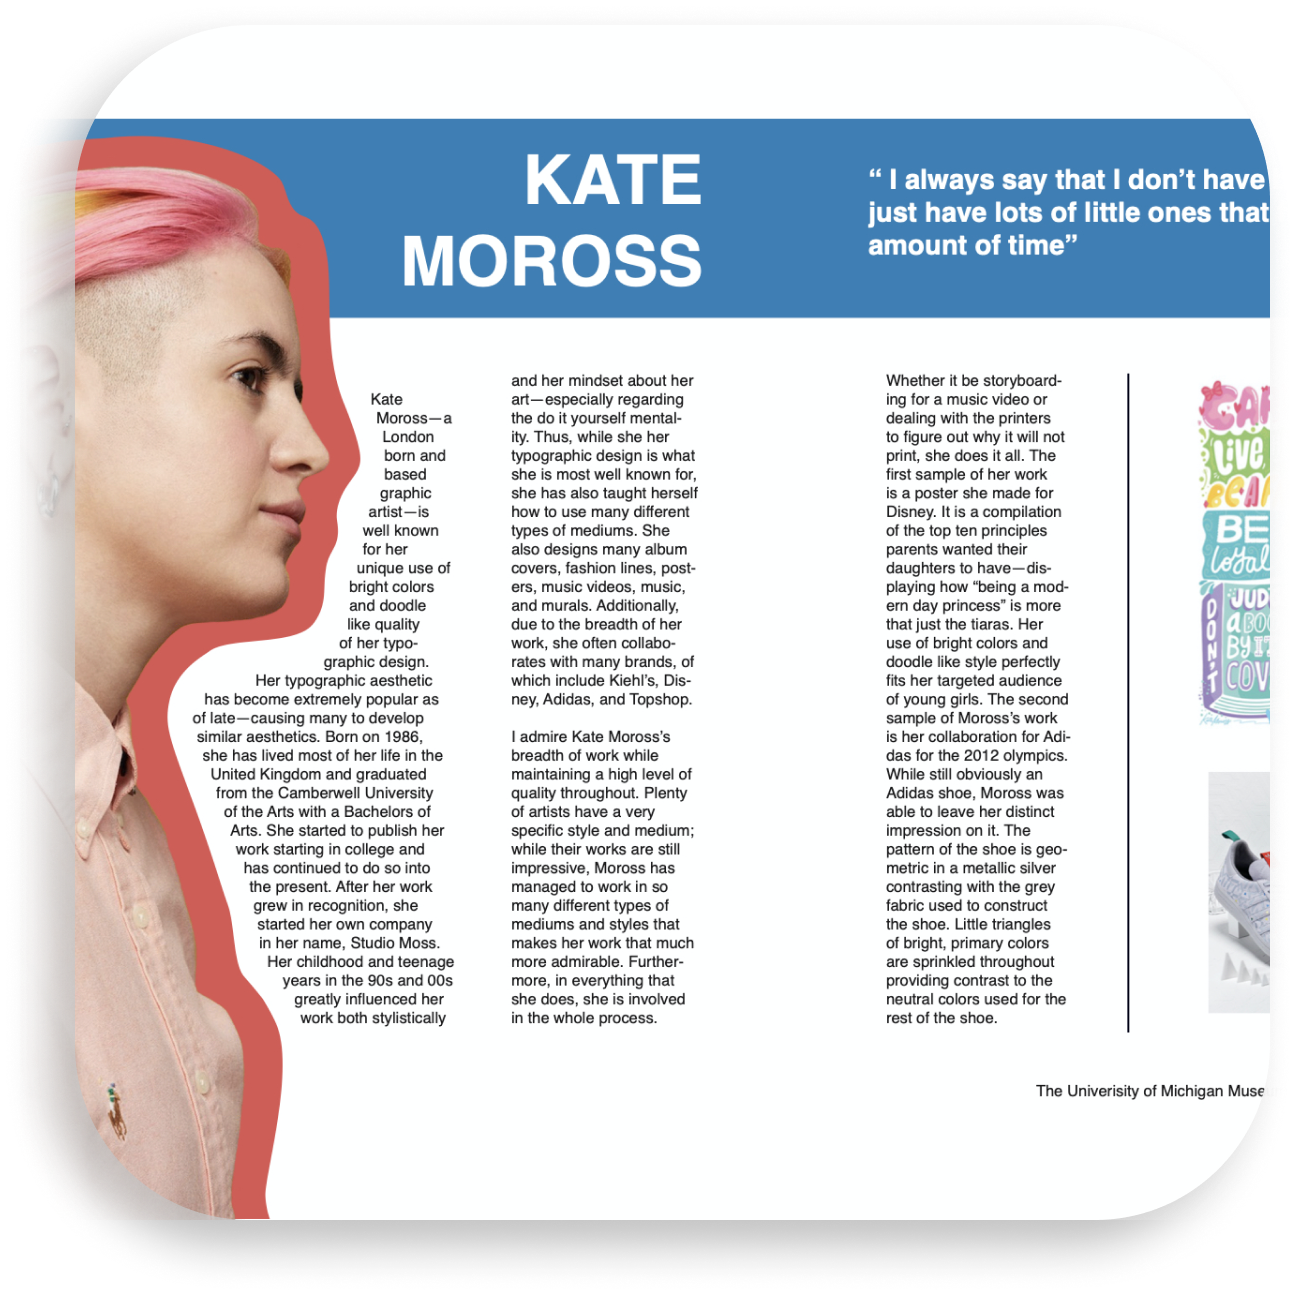 KATE
MOROSS
“ I always say that I don’t have
just have lots of little ones that
amount of time”
Kate
Moross—a
London
born and
based
graphic
artist—is
well known
for her
unique use of
bright colors
and doodle
like quality
of her typo-
graphic design.
Her typographic aesthetic
has become extremely popular as
of late—causing many to develop
similar aesthetics. Born on 1986,
she has lived most of her life in the
United Kingdom and graduated
from the Camberwell University
of the Arts with a Bachelors of
Arts. She started to publish her
work starting in college and
has continued to do so into
the present. After her work
grew in recognition, she
started her own company
in her name, Studio Moss.
Her childhood and teenage
years in the 90s and 00s
greatly influenced her
work both stylistically
and her mindset about her
art—especially regarding
the do it yourself mental-
ity. Thus, while she her
typographic design is what
she is most well known for,
she has also taught herself
how to use many different
types of mediums. She
also designs many album
covers, fashion lines, post-
ers, music videos, music,
and murals. Additionally,
due to the breadth of her
work, she often collabo-
rates with many brands, of
which include Kiehl’s, Dis-
ney, Adidas, and Topshop.
I admire Kate Moross’s
breadth of work while
maintaining a high level of
quality throughout. Plenty
of artists have a very
specific style and medium;
while their works are still
impressive, Moross has
managed to work in so
many different types of
mediums and styles that
makes her work that much
more admirable. Further-
more, in everything that
she does, she is involved
in the whole process.
Whether it be storyboard-
ing for a music video or
dealing with the printers
to figure out why it will not
print, she does it all. The
first sample of her work
is a poster she made for
Disney. It is a compilation
of the top ten principles
parents wanted their
daughters to have—dis-
playing how “being a mod-
ern day princess” is more
that just the tiaras. Her
use of bright colors and
doodle like style perfectly
fits her targeted audience
of young girls. The second
sample of Moross’s work
is her collaboration for Adi-
das for the 2012 olympics.
While still obviously an
Adidas shoe, Moross was
able to leave her distinct
impression on it. The
pattern of the shoe is geo-
metric in a metallic silver
contrasting with the grey
fabric used to construct
the shoe. Little triangles
of bright, primary colors
are sprinkled throughout
providing contrast to the
neutral colors used for the
rest of the shoe.
Live,
BE
loyal
DON'T
JUD
a BOO
BY IT
COV
The Univerisity of Michigan Muse